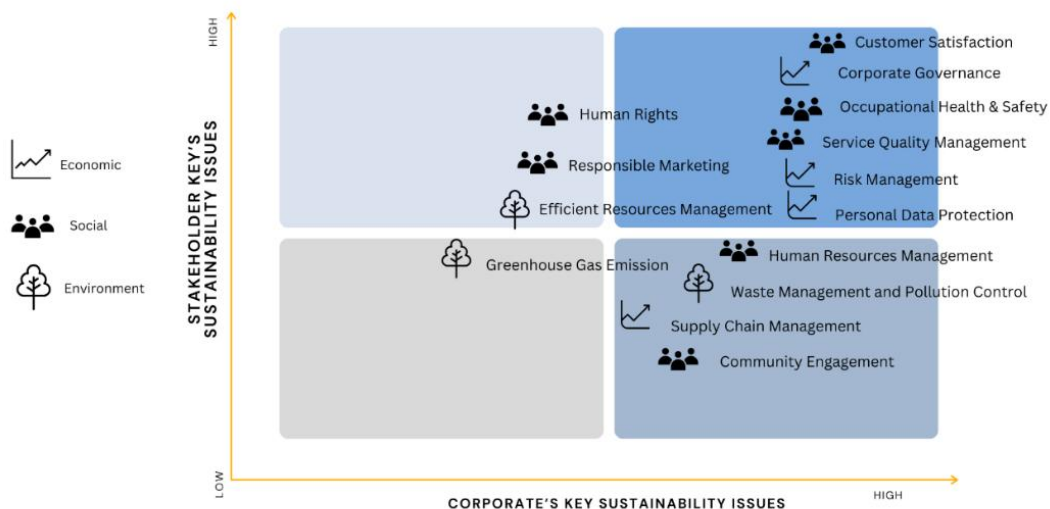 HIGH
STAKEHOLDER KEY'S
SUSTAINABILITY ISSUES
LOW
Economic
Social
Environment
Customer Satisfaction
Corporate Governance
Occupational Health & Safety
Service Quality Management
Risk Management
Personal Data Protection
Human Rights
Responsible Marketing
Efficient Resources Management
Greenhouse Gas Emission
Human Resources Management
Waste Management and Pollution Control
Supply Chain Management
Community Engagement
CORPORATE'S KEY SUSTAINABILITY ISSUES
HIGH